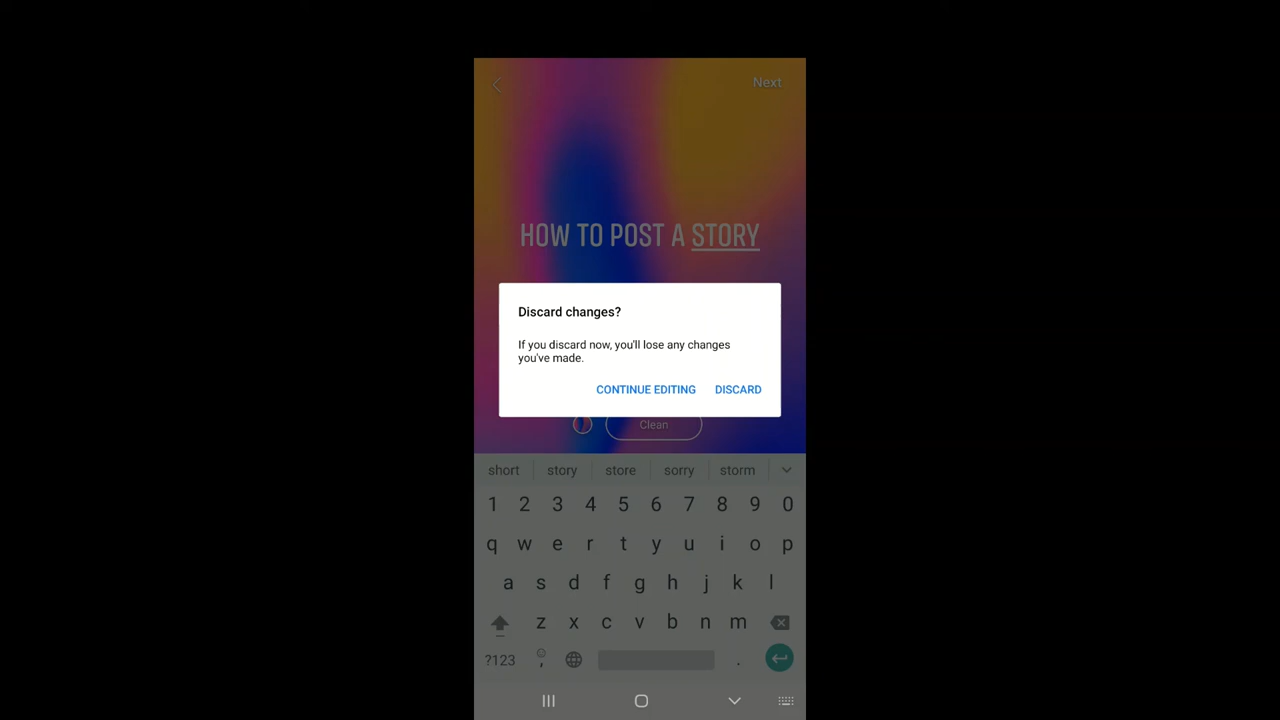 Next
HOW TO POST A STORY
Discard changes?
If you discard now, you'll lose any changes
you've made.
CONTINUE EDITING DISCARD
Clean
short story store sorry storm
1 2 3 4 5 6 7 8 9 0
q w e r t y u i o p
a s d f g h j k l
z x c v b n m
?123 , .